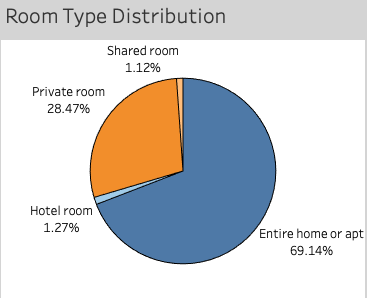 Room Type Distribution
Shared room
1.12%
Private room
28.47%
Hotel room
1.27%
Entire home or apt
69.14%